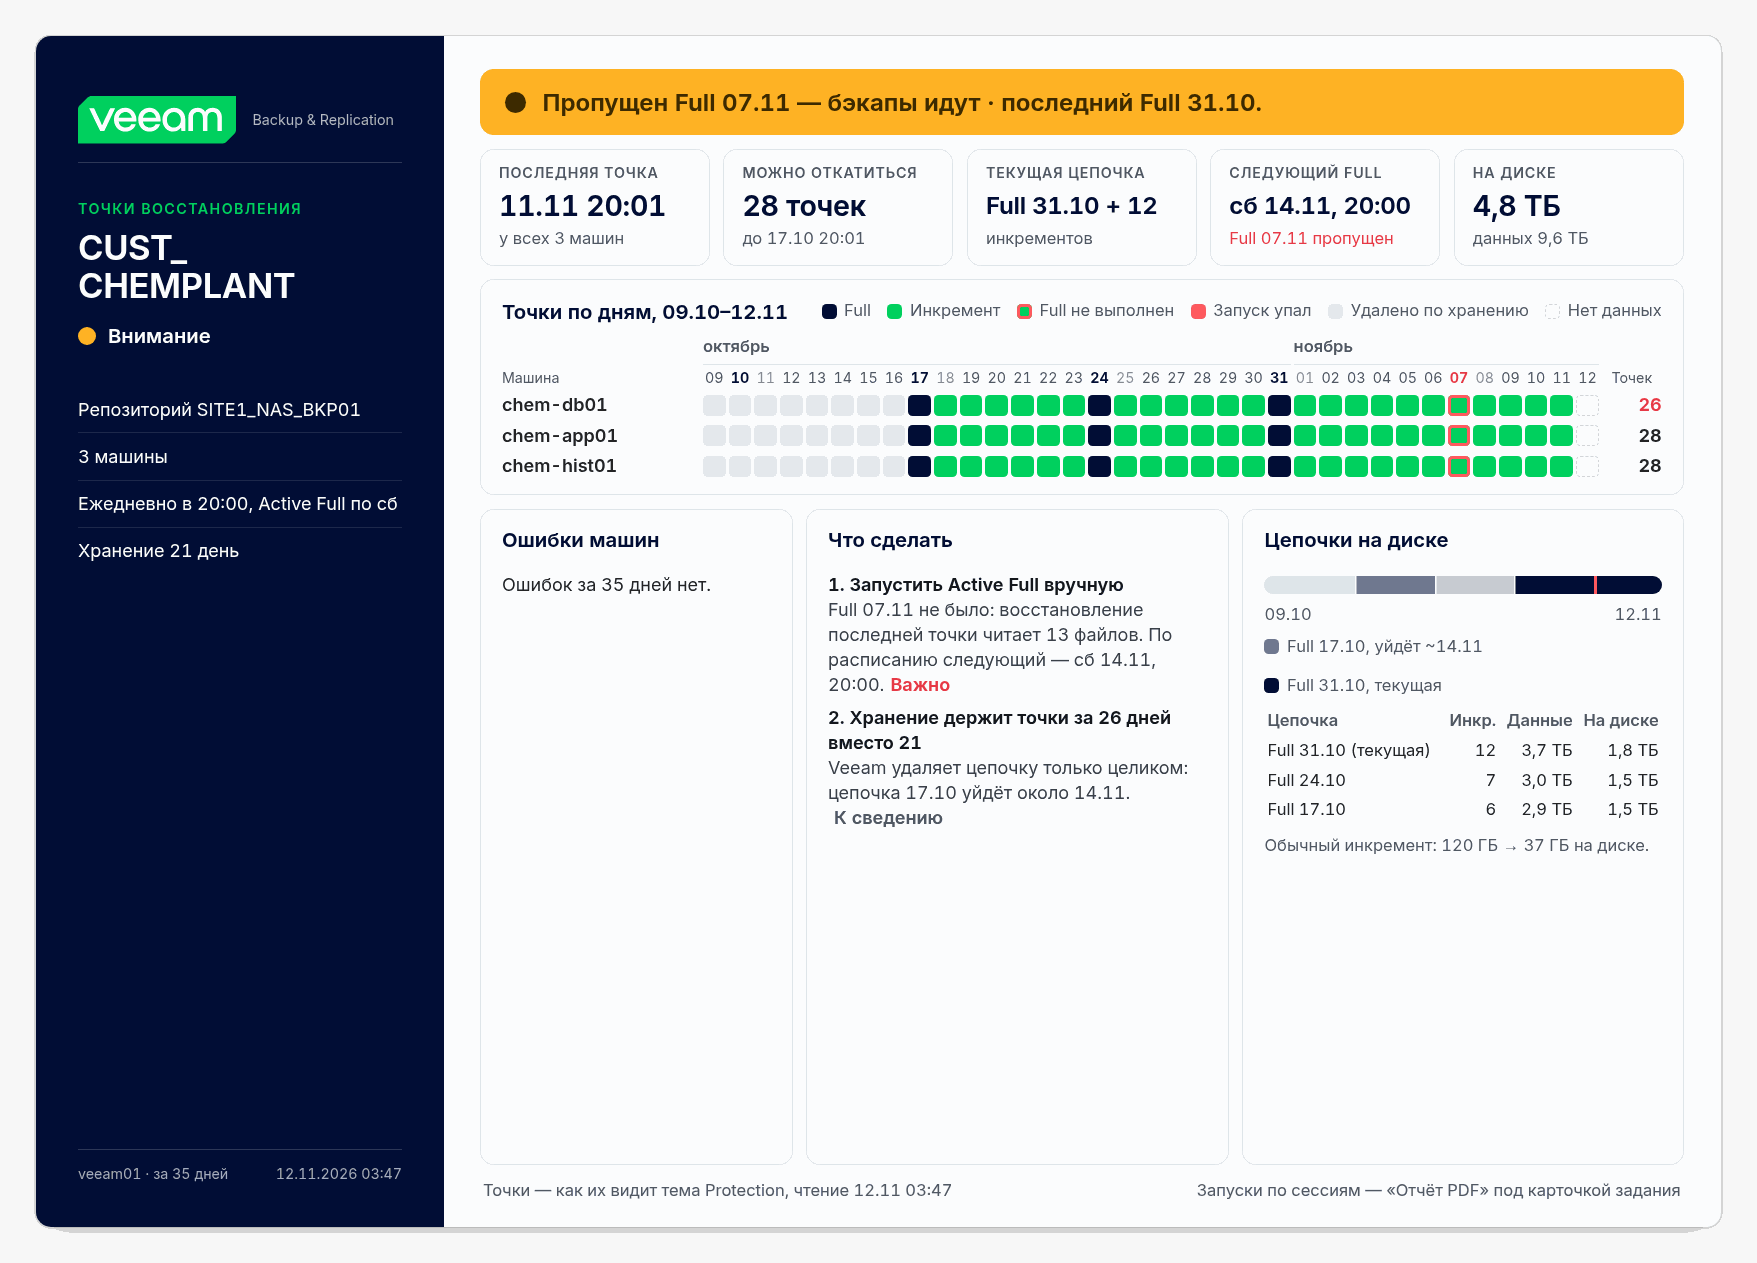 veeam
Backup & Replication
ТОЧКИ ВОССТАНОВЛЕНИЯ
CUST_
CHEMPLANT
Внимание
Репозиторий SITE1_NAS_BKP01
3 машины
Ежедневно в 20:00, Active Full по сб
Хранение 21 день
veeam01 · за 35 дней
12.11.2026 03:47
Пропущен Full 07.11 — бэкапы идут · последний Full 31.10.
ПОСЛЕДНЯЯ ТОЧКА
11.11 20:01
у всех 3 машин
МОЖНО ОТКАТИТЬСЯ
28 точек
до 17.10 20:01
ТЕКУЩАЯ ЦЕПОЧКА
Full 31.10 + 12
инкрементов
СЛЕДУЮЩИЙ FULL
сб 14.11, 20:00
Full 07.11 пропущен
НА ДИСКЕ
4,8 ТБ
данных 9,6 ТБ
Точки по дням, 09.10–12.11
Full Инкремент Full не выполнен Запуск упал Удалено по хранению Нет данных
октябрь ноябрь
Машина 09 10 11 12 13 14 15 16 17 18 19 20 21 22 23 24 25 26 27 28 29 30 31 01 02 03 04 05 06 07 08 09 10 11 12 Точек
chem-db01 26
chem-app01 28
chem-hist01 28
Ошибки машин
Ошибок за 35 дней нет.
Что сделать
1. Запустить Active Full вручную
Full 07.11 не было: восстановление
последней точки читает 13 файлов. По
расписанию следующий — сб 14.11,
20:00. Важно
2. Хранение держит точки за 26 дней
вместо 21
Veeam удаляет цепочку только целиком:
цепочка 17.10 уйдёт около 14.11.
К сведению
Цепочки на диске
09.10 12.11
Full 17.10, уйдёт ~14.11
Full 31.10, текущая
Цепочка Инкр. Данные На диске
Full 31.10 (текущая) 12 3,7 ТБ 1,8 ТБ
Full 24.10 7 3,0 ТБ 1,5 ТБ
Full 17.10 6 2,9 ТБ 1,5 ТБ
Обычный инкремент: 120 ГБ → 37 ГБ на диске.
Точки — как их видит тема Protection, чтение 12.11 03:47
Запуски по сессиям — «Отчёт PDF» под карточкой задания